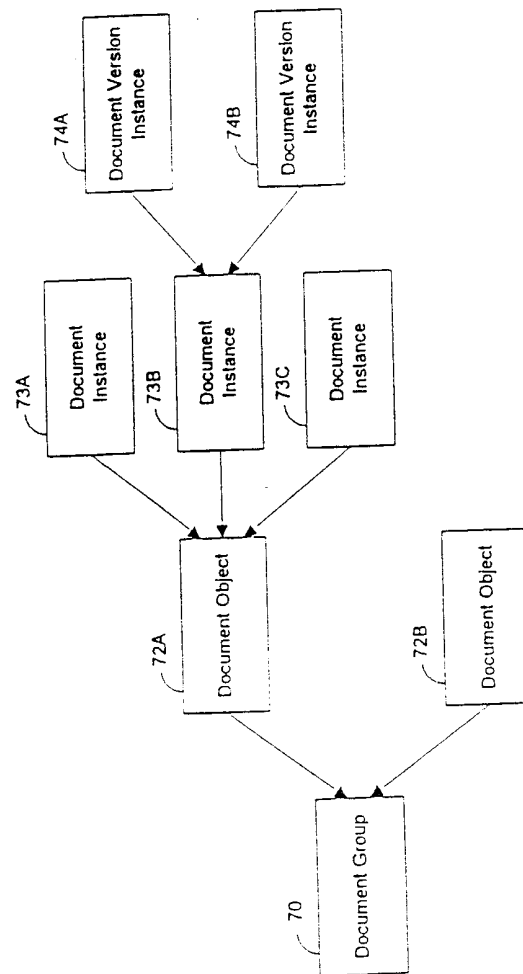 70
Document Group
72A
Document Object
72B
Document Object
73A
Document
Instance
73B
Document
Instance
73C
Document
Instance
74A
Document Version
Instance
74B
Document Version
Instance